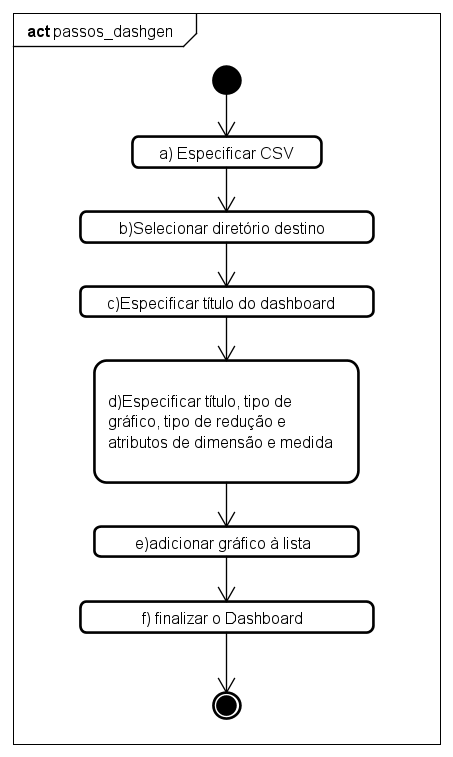 act passos_dashgen
a) Especificar CSV
b)Selecionar diretório destino
c)Especificar título do dashboard
d)Especificar título, tipo de
gráfico, tipo de redução e
atributos de dimensão e medida
e)adicionar gráfico à lista
f) finalizar o Dashboard